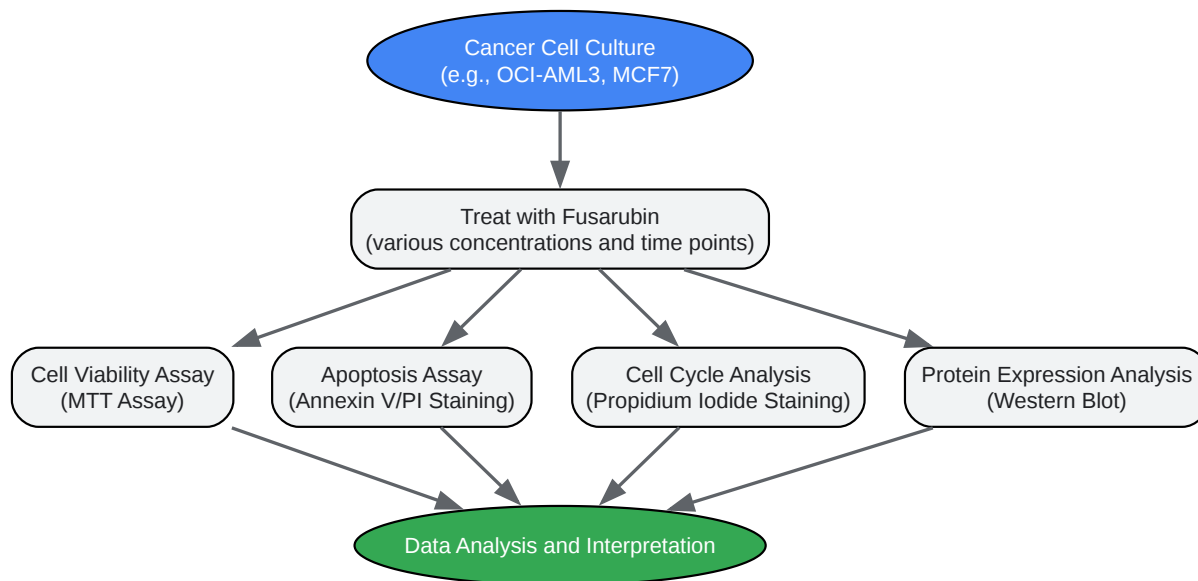 Cancer Cell Culture
(e.g., OCI-AML3, MCF7)
Treat with Fusarubin
(various concentrations and time points)
Cell Viability Assay
(MTT Assay)
Apoptosis Assay
(Annexin V/PI Staining)
Cell Cycle Analysis
(Propidium Iodide Staining)
Protein Expression Analysis
(Western Blot)
Data Analysis and Interpretation